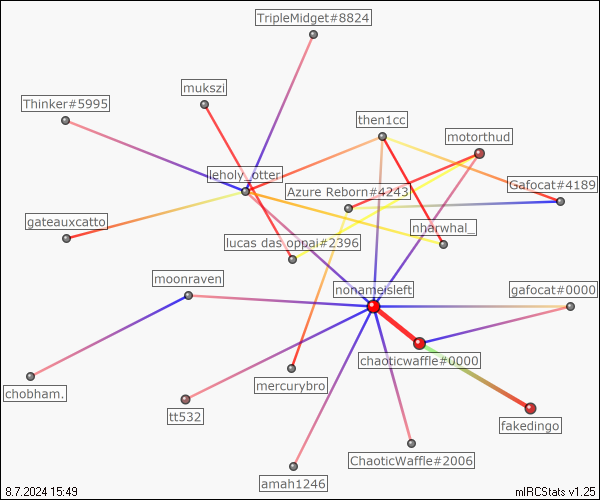 TripleMidget#8824
mukszi
Thinker#5995
then1cc
motorthud
leholy_otter
Azure Reborn#4243
Gafocat#4189
gateauxcatto
nharwhal_
lucas das oppai#2396
moonraven
nonameisleft
gafocat#0000
chaoticwaffle#0000
chobham.
mercurybro
tt532
fakedingo
ChaoticWaffle#2006
amah1246
8.7.2024 15:49
mIRCStats v1.25